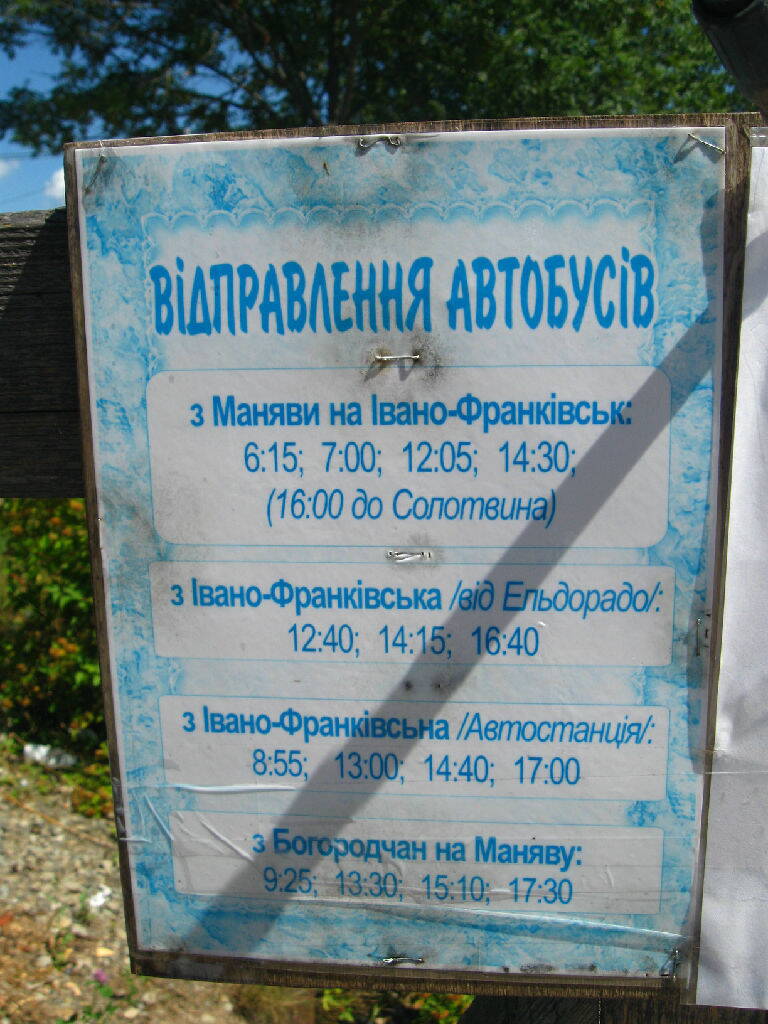 ВіДПРАВЛЕННЯ АВТОБУСіВ
з Маняви на Івано-Франківськ:
6:15; 7:00; 12:05; 14:30;
(16:00 до Солотвина)
з Івано-Франківська /від Ельдорадо/:
12:40; 14:15; 16:40
з Івано-Франківсьна /Автостанція/:
8:55; 13:00; 14:40; 17:00
з Богородчан на Маняву:
9:25; 13:30; 15:10; 17:30